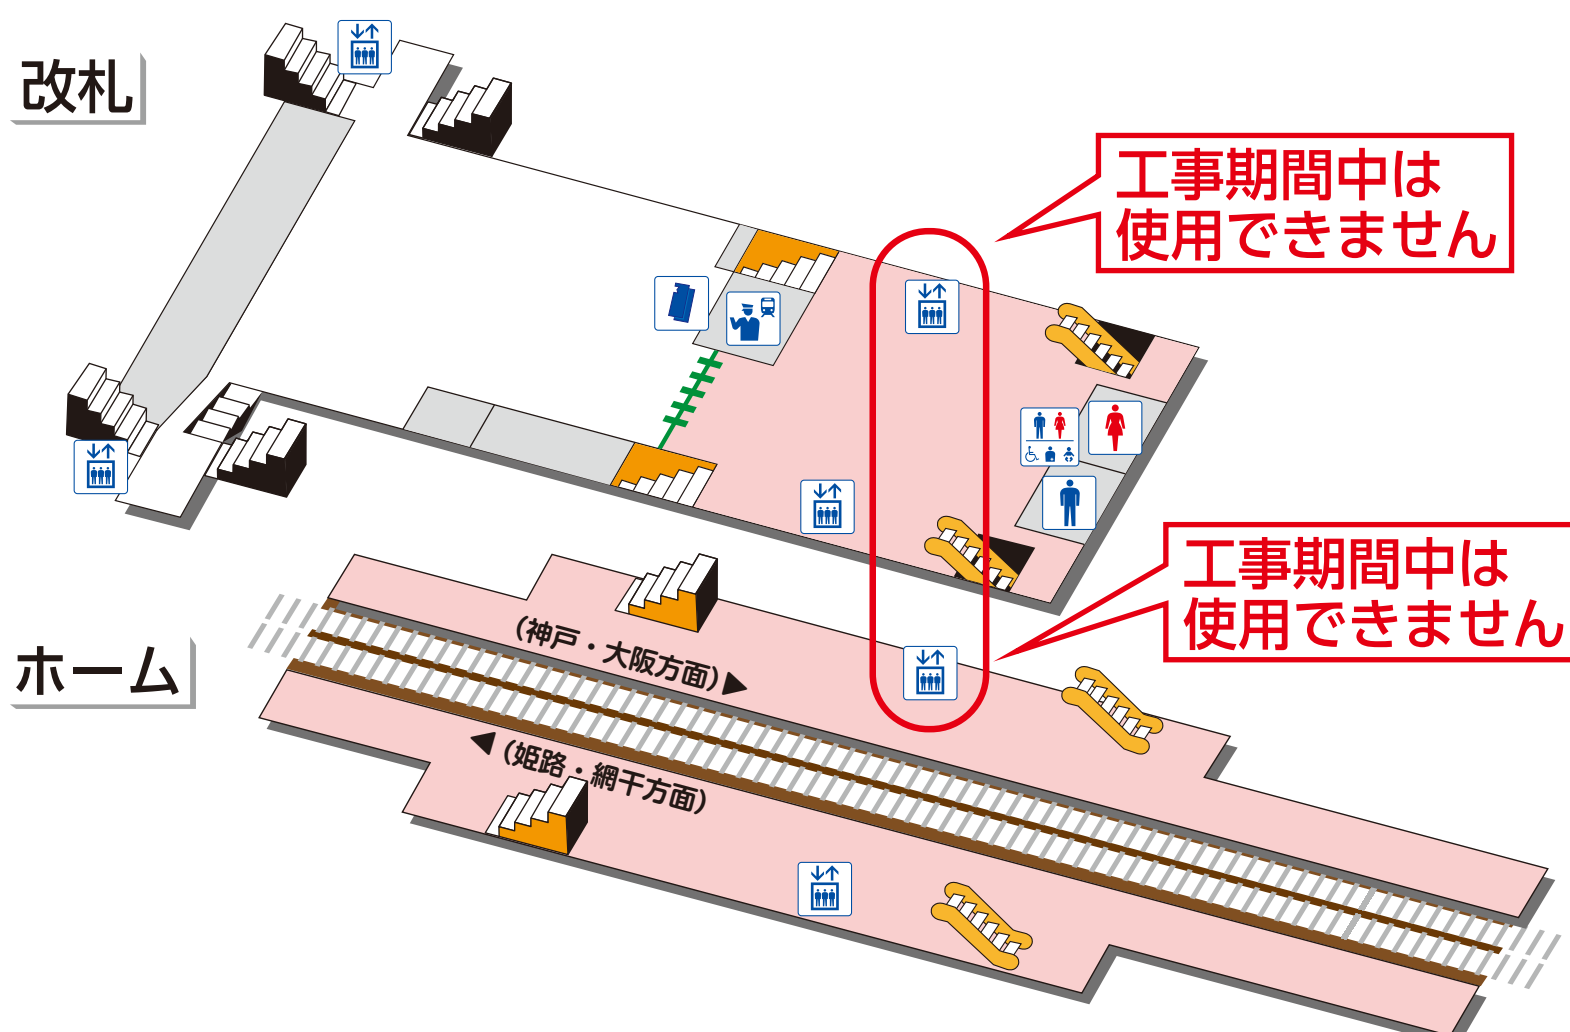 改札
工事期間中は
使用できません
ホーム
(神戸・大阪方面)▶
工事期間中は
使用できません
◀(姫路・網干方面)